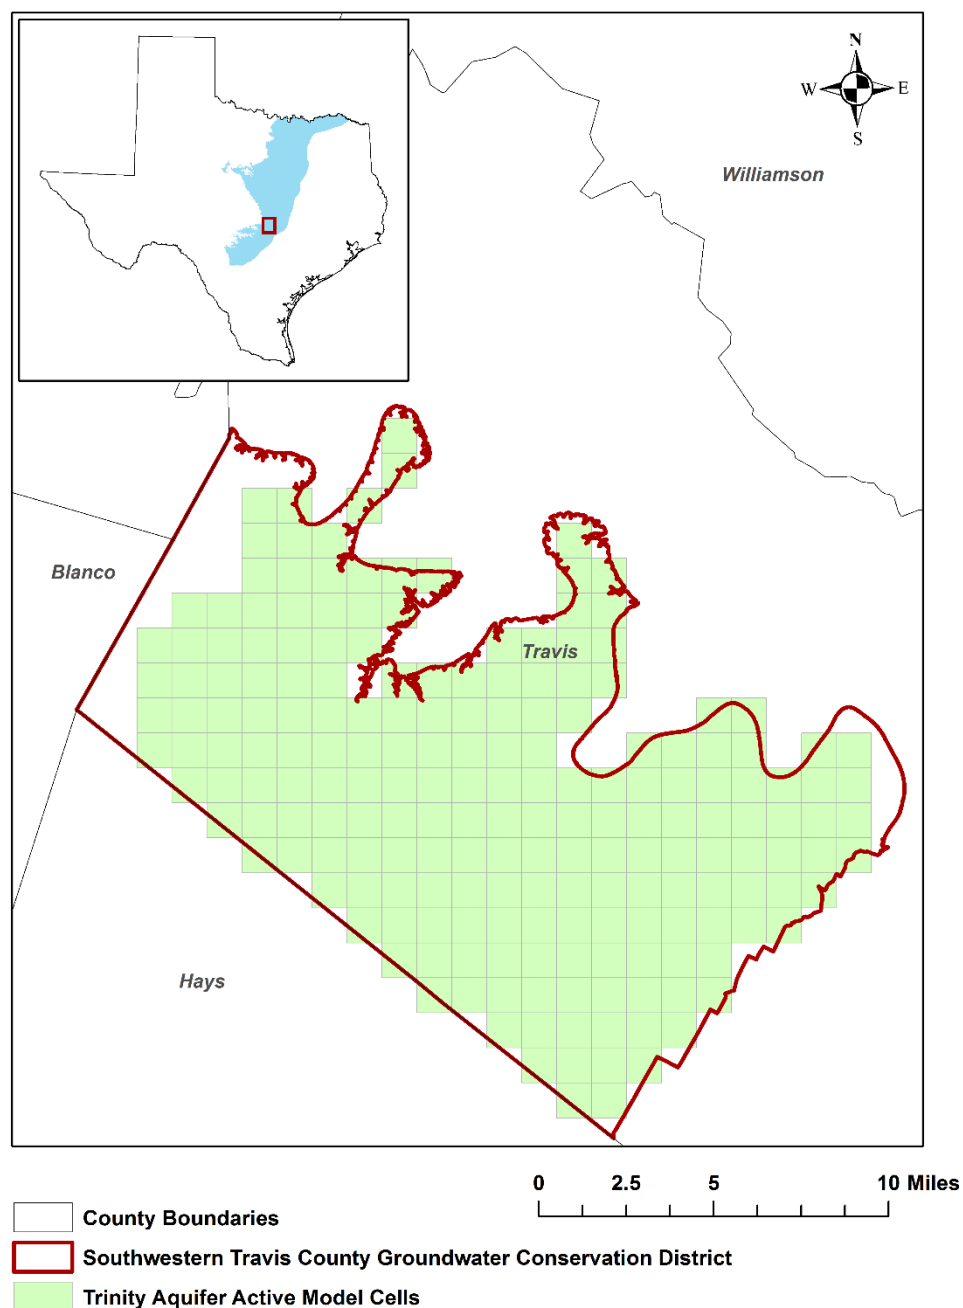 N
W E
S
Williamson
Blanco
Travis
Hays
0 2.5 5 10 Miles
County Boundaries
Southwestern Travis County Groundwater Conservation District
Trinity Aquifer Active Model Cells